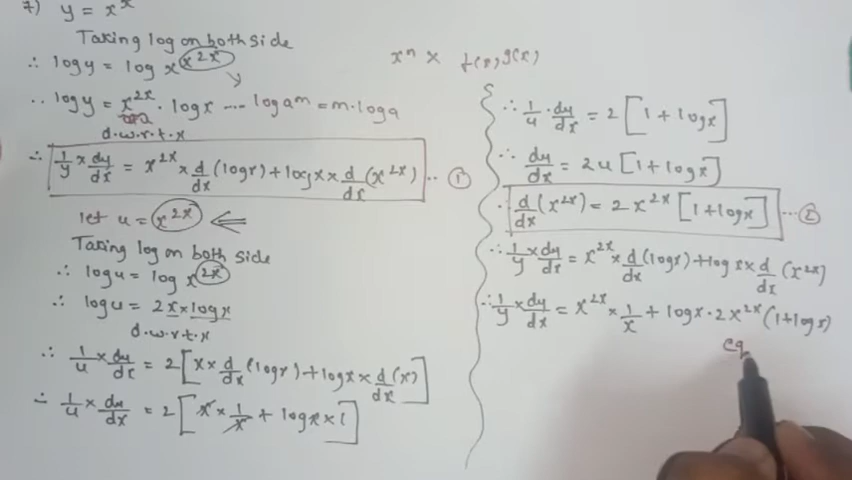 7) y = x^x
Taking log on both side
∴ log y = log x^x^2x
∴ log y = x^2x · log x ---- log a^m = m·log a
d.w.r.t.x
∴ 1/y × dy/dx = x^2x × d/dx (log x) + log x × d/dx (x^2x) .. ①
let u = x^2x ⇐
Taking log on both side
∴ log u = log x^2x
∴ log u = 2x × log x
d.w.r.t.x
∴ 1/u × du/dx = 2[x × d/dx (log x) + log x × d/dx (x)]
∴ 1/u × du/dx = 2[x × 1/x + log x × 1]
x^n × f(x)^g(x)
∴ 1/u · du/dx = 2[1 + log x]
∴ du/dx = 2u[1 + log x]
∴ d/dx (x^2x) = 2x^2x [1 + log x] --- ②
∴ 1/y × dy/dx = x^2x × d/dx (log x) + log x × d/dx (x^2x)
∴ 1/y × dy/dx = x^2x × 1/x + log x · 2x^2x (1 + log x)
eq